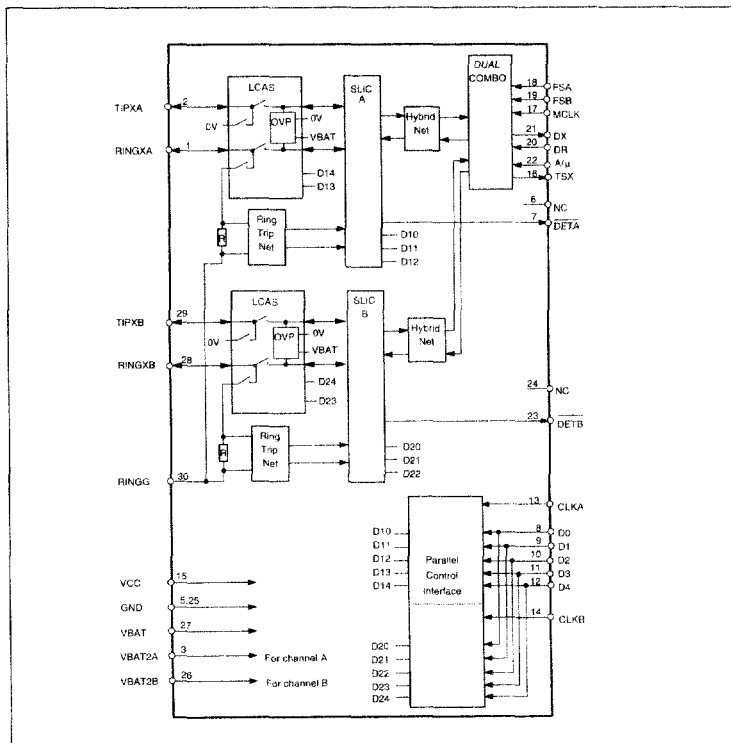 DUAL
COMBO
18 FSA
19 FSB
17 MCLK
21 DX
20 DR
22 A/µ
16 TSX
6 NC
7 DETA
LCAS
SLIC
A
Hybrid
Net
TIPXA 2
0V
OVP
0V
VBAT
RINGXA 1
D14
D13
R
Ring
Trip
Net
D10
D11
D12
LCAS
SLIC
B
Hybrid
Net
TIPXB 29
0V
OVP
0V
VBAT
RINGXB 28
D24
D23
24 NC
23 DETB
R
Ring
Trip
Net
D20
D21
D22
RINGG 30
13 CLKA
8 D0
9 D1
10 D2
11 D3
12 D4
14 CLKB
D10
D11
D12
D13
D14
Parallel
Control
Interface
D20
D21
D22
D23
D24
VCC 15
GND 5,25
VBAT 27
VBAT2A 3 For channel A
VBAT2B 26 For channel B